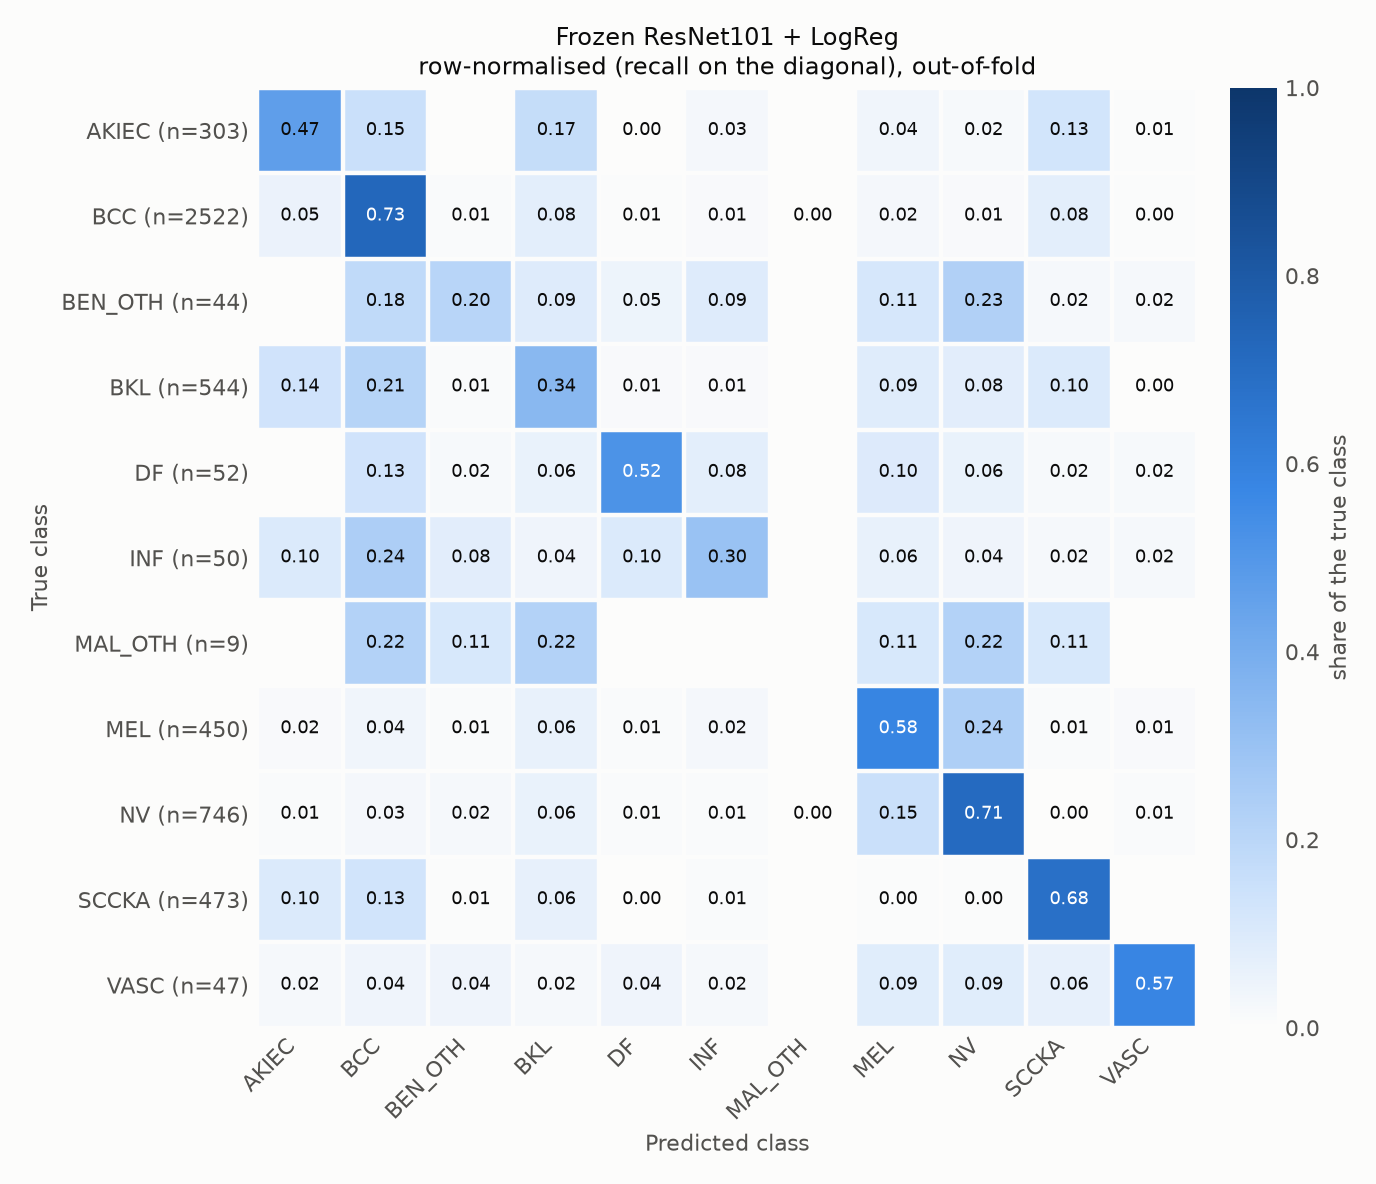 Frozen ResNet101 + LogReg
row-normalised (recall on the diagonal), out-of-fold
AKIEC (n=303) 0.47 0.15 0.17 0.00 0.03 0.04 0.02 0.13 0.01
BCC (n=2522) 0.05 0.73 0.01 0.08 0.01 0.01 0.00 0.02 0.01 0.08 0.00
BEN_OTH (n=44) 0.18 0.20 0.09 0.05 0.09 0.11 0.23 0.02 0.02
BKL (n=544) 0.14 0.21 0.01 0.34 0.01 0.01 0.09 0.08 0.10 0.00
DF (n=52) 0.13 0.02 0.06 0.52 0.08 0.10 0.06 0.02 0.02
INF (n=50) 0.10 0.24 0.08 0.04 0.10 0.30 0.06 0.04 0.02 0.02
MAL_OTH (n=9) 0.22 0.11 0.22 0.11 0.22 0.11
MEL (n=450) 0.02 0.04 0.01 0.06 0.01 0.02 0.58 0.24 0.01 0.01
NV (n=746) 0.01 0.03 0.02 0.06 0.01 0.01 0.00 0.15 0.71 0.00 0.01
SCCKA (n=473) 0.10 0.13 0.01 0.06 0.00 0.01 0.00 0.00 0.68
VASC (n=47) 0.02 0.04 0.04 0.02 0.04 0.02 0.09 0.09 0.06 0.57
AKIEC BCC BEN_OTH BKL DF INF MAL_OTH MEL NV SCCKA VASC
Predicted class
True class
1.0
0.8
0.6
0.4
0.2
0.0
share of the true class